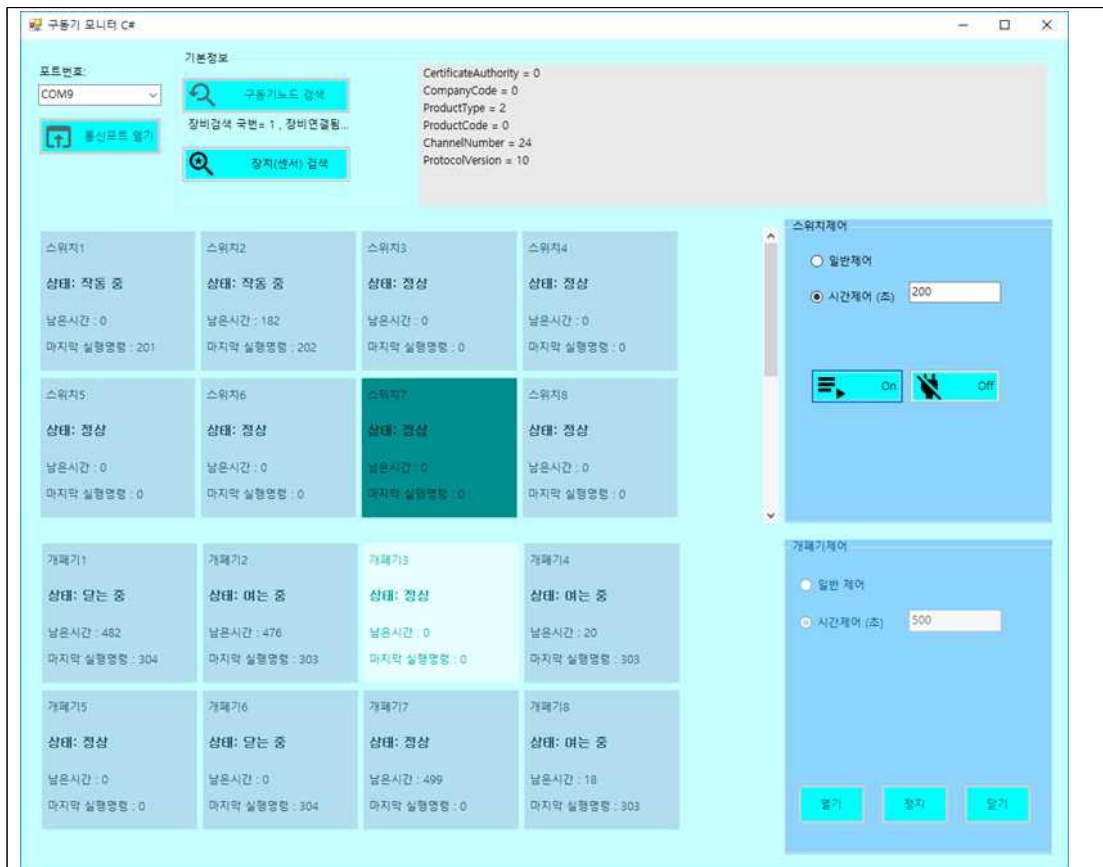 구동기 모니터 C#
포트번호:
COM9
통신포트 열기
기본정보
구동기노드 검색
장비검색 국번= 1 , 장비연결됨...
장치(센서) 검색
CertificateAuthority = 0
CompanyCode = 0
ProductType = 2
ProductCode = 0
ChannelNumber = 24
ProtocolVersion = 10
스위치1
상태: 작동 중
남은시간 : 0
마지막 실행명령 : 201
스위치2
상태: 작동 중
남은시간 : 182
마지막 실행명령 : 202
스위치3
상태: 정상
남은시간 : 0
마지막 실행명령 : 0
스위치4
상태: 정상
남은시간 : 0
마지막 실행명령 : 0
스위치5
상태: 정상
남은시간 : 0
마지막 실행명령 : 0
스위치6
상태: 정상
남은시간 : 0
마지막 실행명령 : 0
스위치7
상태: 정상
남은시간 : 0
마지막 실행명령 : 0
스위치8
상태: 정상
남은시간 : 0
마지막 실행명령 : 0
스위치제어
일반제어
시간제어 (초)
200
On
Off
개폐기1
상태: 닫는 중
남은시간 : 482
마지막 실행명령 : 304
개폐기2
상태: 여는 중
남은시간 : 476
마지막 실행명령 : 303
개폐기3
상태: 정상
남은시간 : 0
마지막 실행명령 : 0
개폐기4
상태: 여는 중
남은시간 : 20
마지막 실행명령 : 303
개폐기5
상태: 정상
남은시간 : 0
마지막 실행명령 : 0
개폐기6
상태: 닫는 중
남은시간 : 0
마지막 실행명령 : 304
개폐기7
상태: 정상
남은시간 : 499
마지막 실행명령 : 0
개폐기8
상태: 여는 중
남은시간 : 18
마지막 실행명령 : 303
개폐기제어
일반 제어
시간제어 (초)
500
열기
정지
닫기